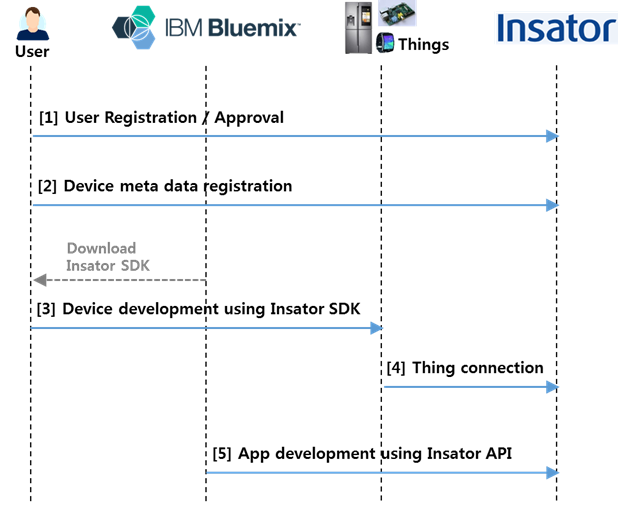 User
IBM Bluemix™
Things
Insator
[1] User Registration / Approval
[2] Device meta data registration
Download
Insator SDK
[3] Device development using Insator SDK
[4] Thing connection
[5] App development using Insator API